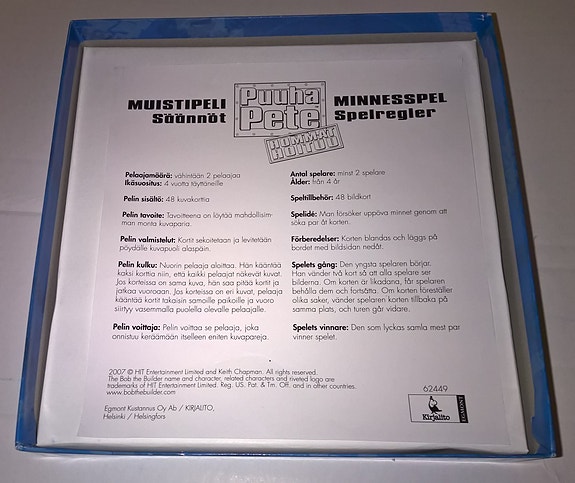 MUISTIPELI
Säännöt
Puuha
Pete
HOMMAT
HOITUU
MINNESSPEL
Spelregler
Pelaajamäärä: vähintään 2 pelaajaa
Ikäsuositus: 4 vuotta täyttäneille
Pelin sisältö: 48 kuvakorttia
Pelin tavoite: Tavoitteena on löytää mahdollisim-
man monta kuvaparia.
Pelin valmistelut: Kortit sekoitetaan ja levitetään
pöydälle kuvapuoli alaspäin.
Pelin kulku: Nuorin pelaaja aloittaa. Hän kääntää
kaksi korttia niin, että kaikki pelaajat näkevät kuvat.
Jos korteissa on sama kuva, hän saa pitää kortit ja
jatkaa vuoroaan. Jos korteissa on eri kuvat, pelaaja
kääntää kortit takaisin samoille paikoille ja vuoro
siirtyy vasemmalla puolella olevalle pelaajalle.
Pelin voittaja: Pelin voittaa se pelaaja, joka
onnistuu keräämään itselleen eniten kuvapareja.
Antal spelare: minst 2 spelare
Ålder: från 4 år
Speltillbehör: 48 bildkort
Spelidé: Man försöker uppöva minnet genom att
söka par åt korten.
Förberedelser: Korten blandas och läggs på
bordet med bildsidan nedåt.
Spelets gång: Den yngsta spelaren börjar.
Han vänder två kort så att alla spelare ser
bilderna. Om korten är likadana, får spelaren
behålla dem och fortsätta. Om korten föreställer
olika saker, vänder spelaren korten tillbaka på
samma plats, och turen går vidare.
Spelets vinnare: Den som lyckas samla mest par
vinner spelet.
2007 © HIT Entertainment Limited and Keith Chapman. All rights reserved.
The Bob the Builder name and character, related characters and riveted logo are
trademarks of HIT Entertainment Limited. Reg. US. Pat. & Tm. Off. and in other countries.
www.bobthebuilder.com
Egmont Kustannus Oy Ab / KIRJALITO,
Helsinki / Helsingfors
62449
Kirjalito
EGMONT